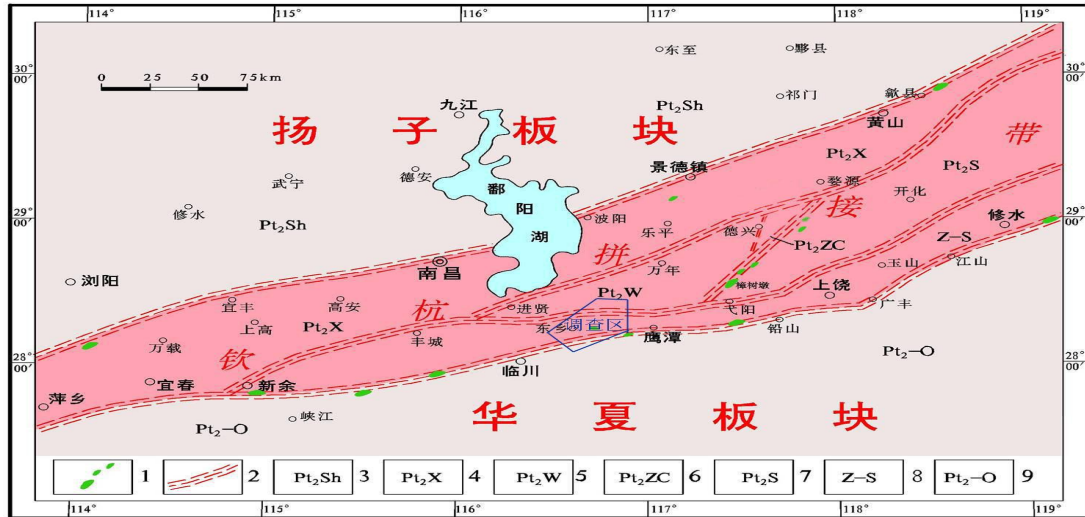 114° 115° 116° 117° 118° 119°
30° 00′
30° 00′
29° 00′
29° 00′
28° 00′
28° 00′
0 25 50 75km
东至
黟县
祁门
歙县
九江
Pt₂Sh
黄山
扬子板块
带
Pt₂X
Pt₂S
景德镇
德安
武宁
婺源
开化
鄱阳湖
修水
Pt₂Sh
波阳
乐平
德兴
接
修水
拼
Pt₂ZC
Z-S
浏阳
南昌
万年
玉山
江山
樟树墩
上饶
Pt₂W
宜丰
高安
杭
进贤
弋阳
广丰
上高
Pt₂X
东乡
调查区
铅山
万载
丰城
鹰潭
钦
临川
Pt₂-O
宜春
新余
萍乡
峡江
华夏板块
Pt₂-O
1 2 Pt₂Sh 3 Pt₂X 4 Pt₂W 5 Pt₂ZC 6 Pt₂S 7 Z-S 8 Pt₂-O 9
114° 115° 116° 117° 118° 119°